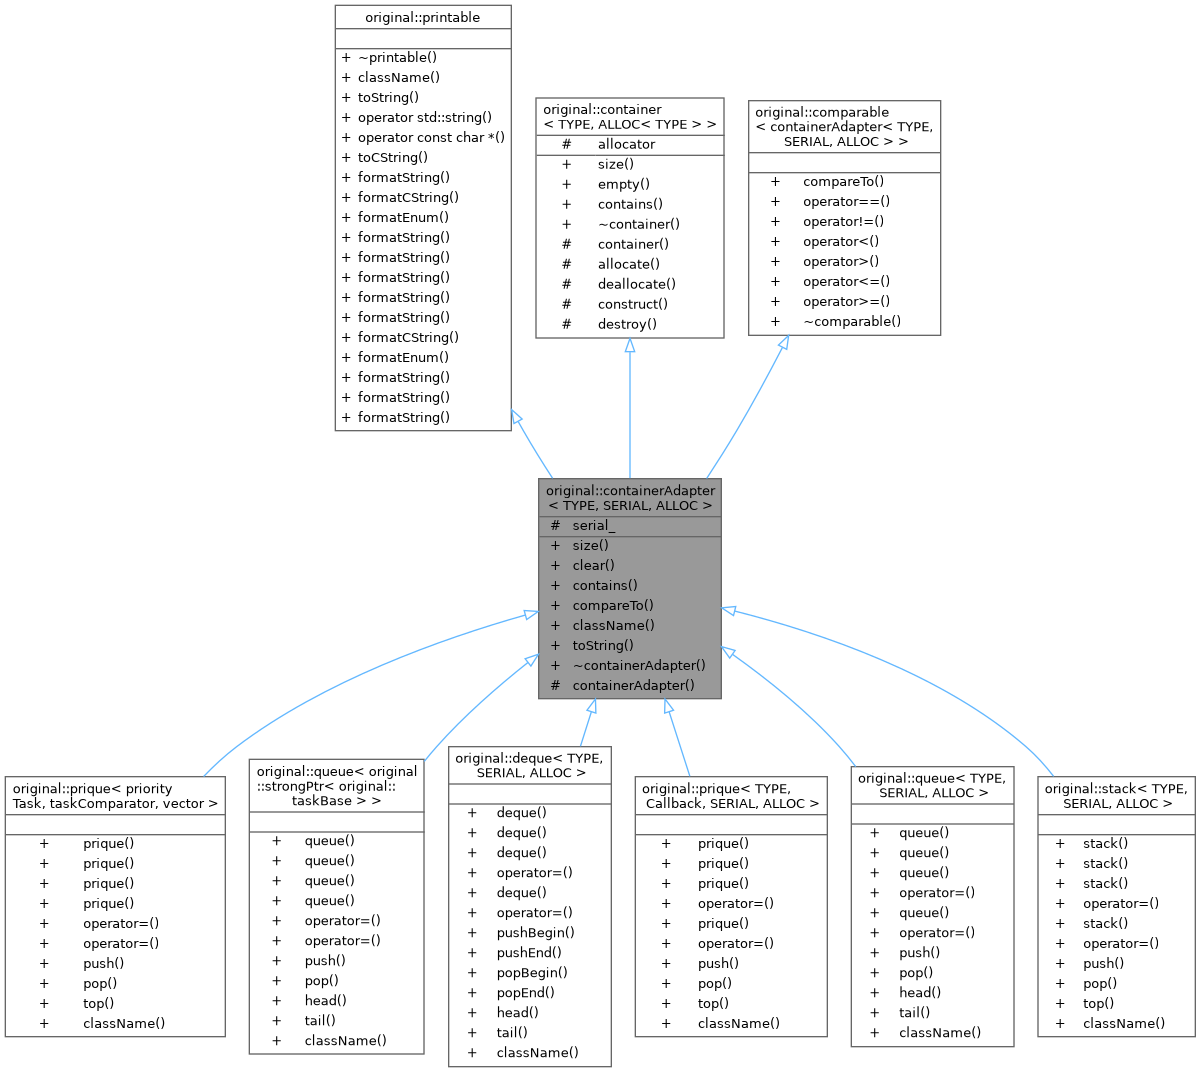 original::printable
+ ~printable()
+ className()
+ toString()
+ operator std::string()
+ operator const char *()
+ toCString()
+ formatString()
+ formatCString()
+ formatEnum()
+ formatString()
+ formatString()
+ formatString()
+ formatString()
+ formatString()
+ formatCString()
+ formatEnum()
+ formatString()
+ formatString()
+ formatString()
original::container
< TYPE, ALLOC< TYPE > >
# allocator
+ size()
+ empty()
+ contains()
+ ~container()
# container()
# allocate()
# deallocate()
# construct()
# destroy()
original::comparable
< containerAdapter< TYPE,
SERIAL, ALLOC > >
+ compareTo()
+ operator==()
+ operator!=()
+ operator<()
+ operator>()
+ operator<=()
+ operator>=()
+ ~comparable()
original::containerAdapter
< TYPE, SERIAL, ALLOC >
# serial_
+ size()
+ clear()
+ contains()
+ compareTo()
+ className()
+ toString()
+ ~containerAdapter()
# containerAdapter()
original::prique< priority
Task, taskComparator, vector >
+ prique()
+ prique()
+ prique()
+ prique()
+ operator=()
+ operator=()
+ push()
+ pop()
+ top()
+ className()
original::queue< original
::strongPtr< original::
taskBase > >
+ queue()
+ queue()
+ queue()
+ queue()
+ operator=()
+ operator=()
+ push()
+ pop()
+ head()
+ tail()
+ className()
original::deque< TYPE,
SERIAL, ALLOC >
+ deque()
+ deque()
+ deque()
+ operator=()
+ deque()
+ operator=()
+ pushBegin()
+ pushEnd()
+ popBegin()
+ popEnd()
+ head()
+ tail()
+ className()
original::prique< TYPE,
Callback, SERIAL, ALLOC >
+ prique()
+ prique()
+ prique()
+ operator=()
+ prique()
+ operator=()
+ push()
+ pop()
+ top()
+ className()
original::queue< TYPE,
SERIAL, ALLOC >
+ queue()
+ queue()
+ queue()
+ operator=()
+ queue()
+ operator=()
+ push()
+ pop()
+ head()
+ tail()
+ className()
original::stack< TYPE,
SERIAL, ALLOC >
+ stack()
+ stack()
+ stack()
+ operator=()
+ stack()
+ operator=()
+ push()
+ pop()
+ top()
+ className()